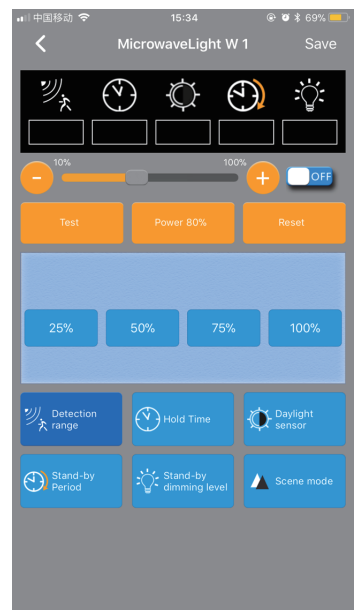 中国移动 15:34 69%
MicrowaveLight W 1 Save
10% 100%
- + OFF
Test Power 80% Reset
25% 50% 75% 100%
Detection
range
Hold Time
Daylight
sensor
Stand-by
Period
Stand-by
dimming level
Scene mode